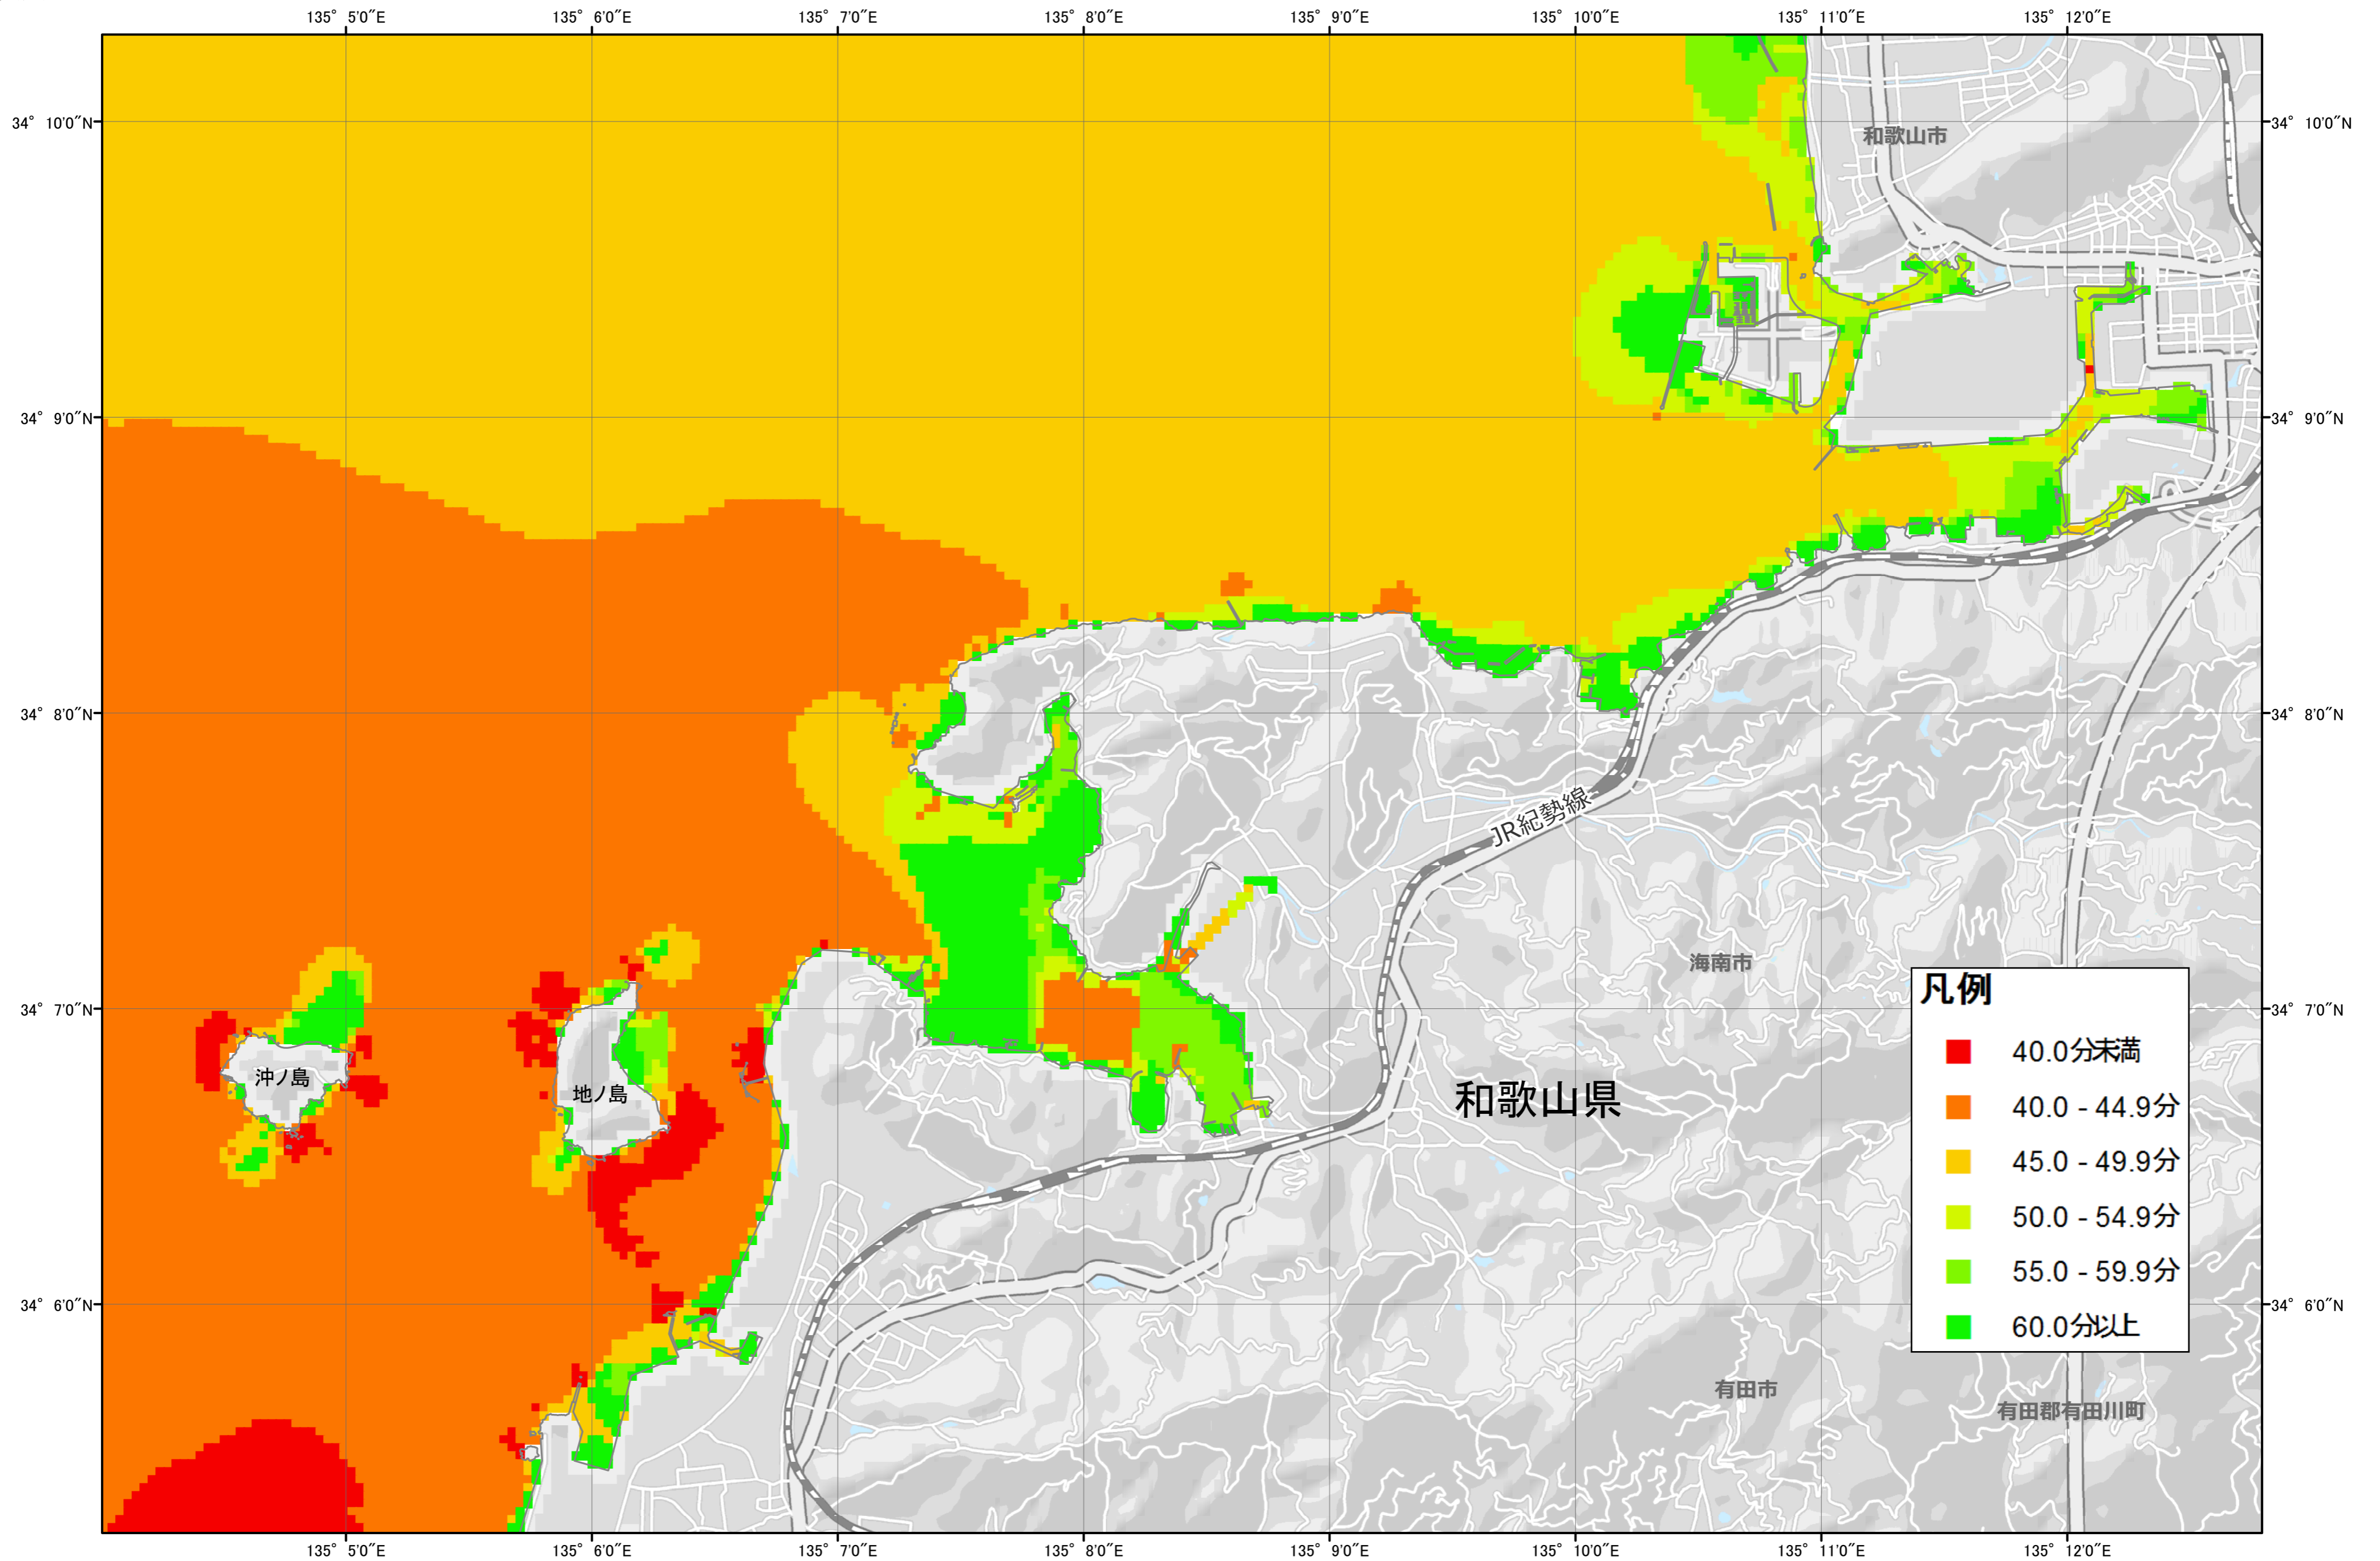 135° 5'0"E 135° 6'0"E 135° 7'0"E 135° 8'0"E 135° 9'0"E 135° 10'0"E 135° 11'0"E 135° 12'0"E
34° 10'0"N 34° 10'0"N
和歌山市
34° 9'0"N 34° 9'0"N
34° 8'0"N 34° 8'0"N
JR紀勢線
海南市
34° 7'0"N 34° 7'0"N
凡例
40.0分未満
40.0 - 44.9分
45.0 - 49.9分
50.0 - 54.9分
55.0 - 59.9分
60.0分以上
沖ノ島
地ノ島
和歌山県
34° 6'0"N 34° 6'0"N
有田市
有田郡有田川町
135° 5'0"E 135° 6'0"E 135° 7'0"E 135° 8'0"E 135° 9'0"E 135° 10'0"E 135° 11'0"E 135° 12'0"E